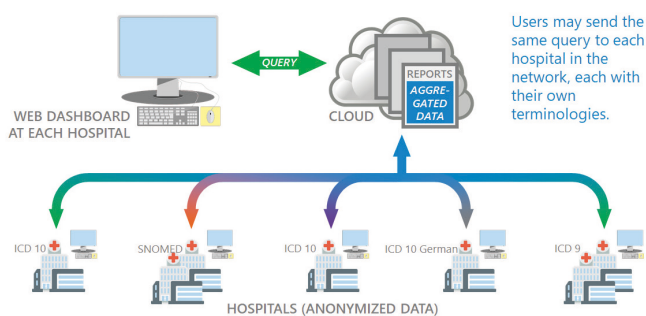 Users may send the
same query to each
hospital in the
network, each with
their own
terminologies.
QUERY
REPORTS
AGGRE-
GATED
DATA
WEB DASHBOARD
AT EACH HOSPITAL
CLOUD
ICD 10
SNOMED
ICD 10
ICD 10 German
ICD 9
HOSPITALS (ANONYMIZED DATA)